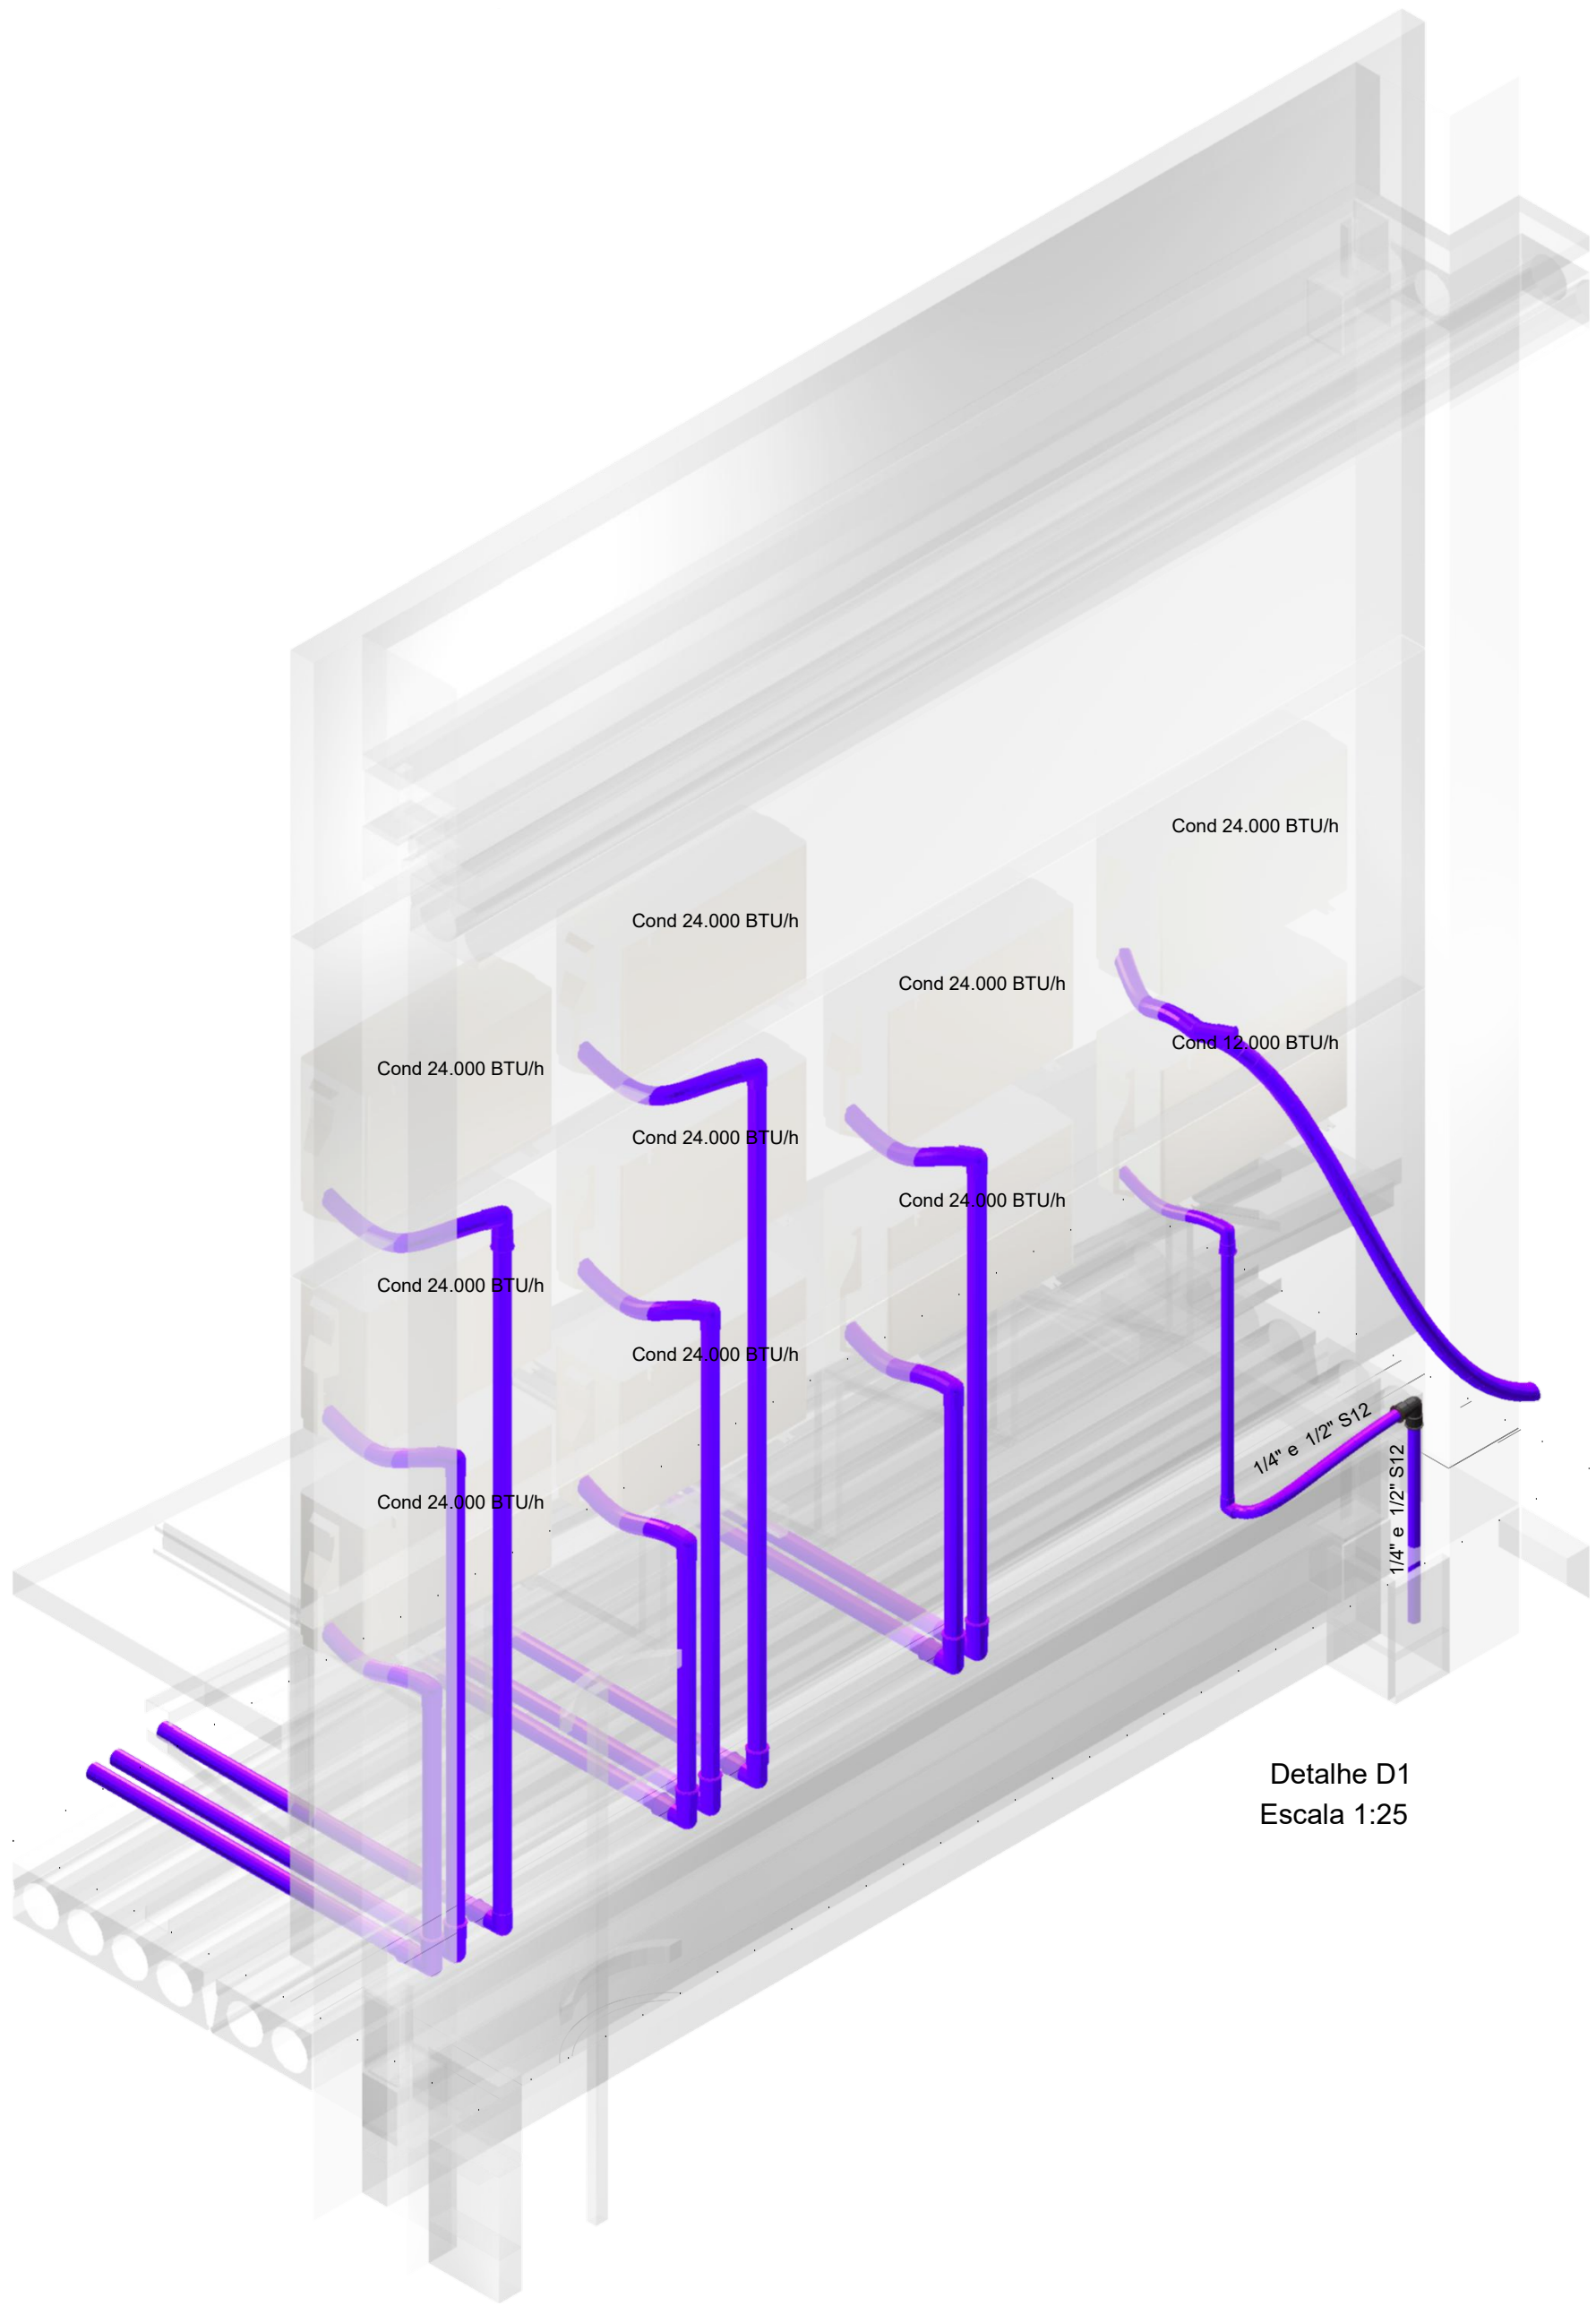 Cond 24.000 BTU/h
Cond 24.000 BTU/h
Cond 24.000 BTU/h
Cond 12.000 BTU/h
Cond 24.000 BTU/h
Cond 24.000 BTU/h
Cond 24.000 BTU/h
Cond 24.000 BTU/h
Cond 24.000 BTU/h
Cond 24.000 BTU/h
1/4" e 1/2" S12
1/4" e 1/2" S12
Detalhe D1
Escala 1:25